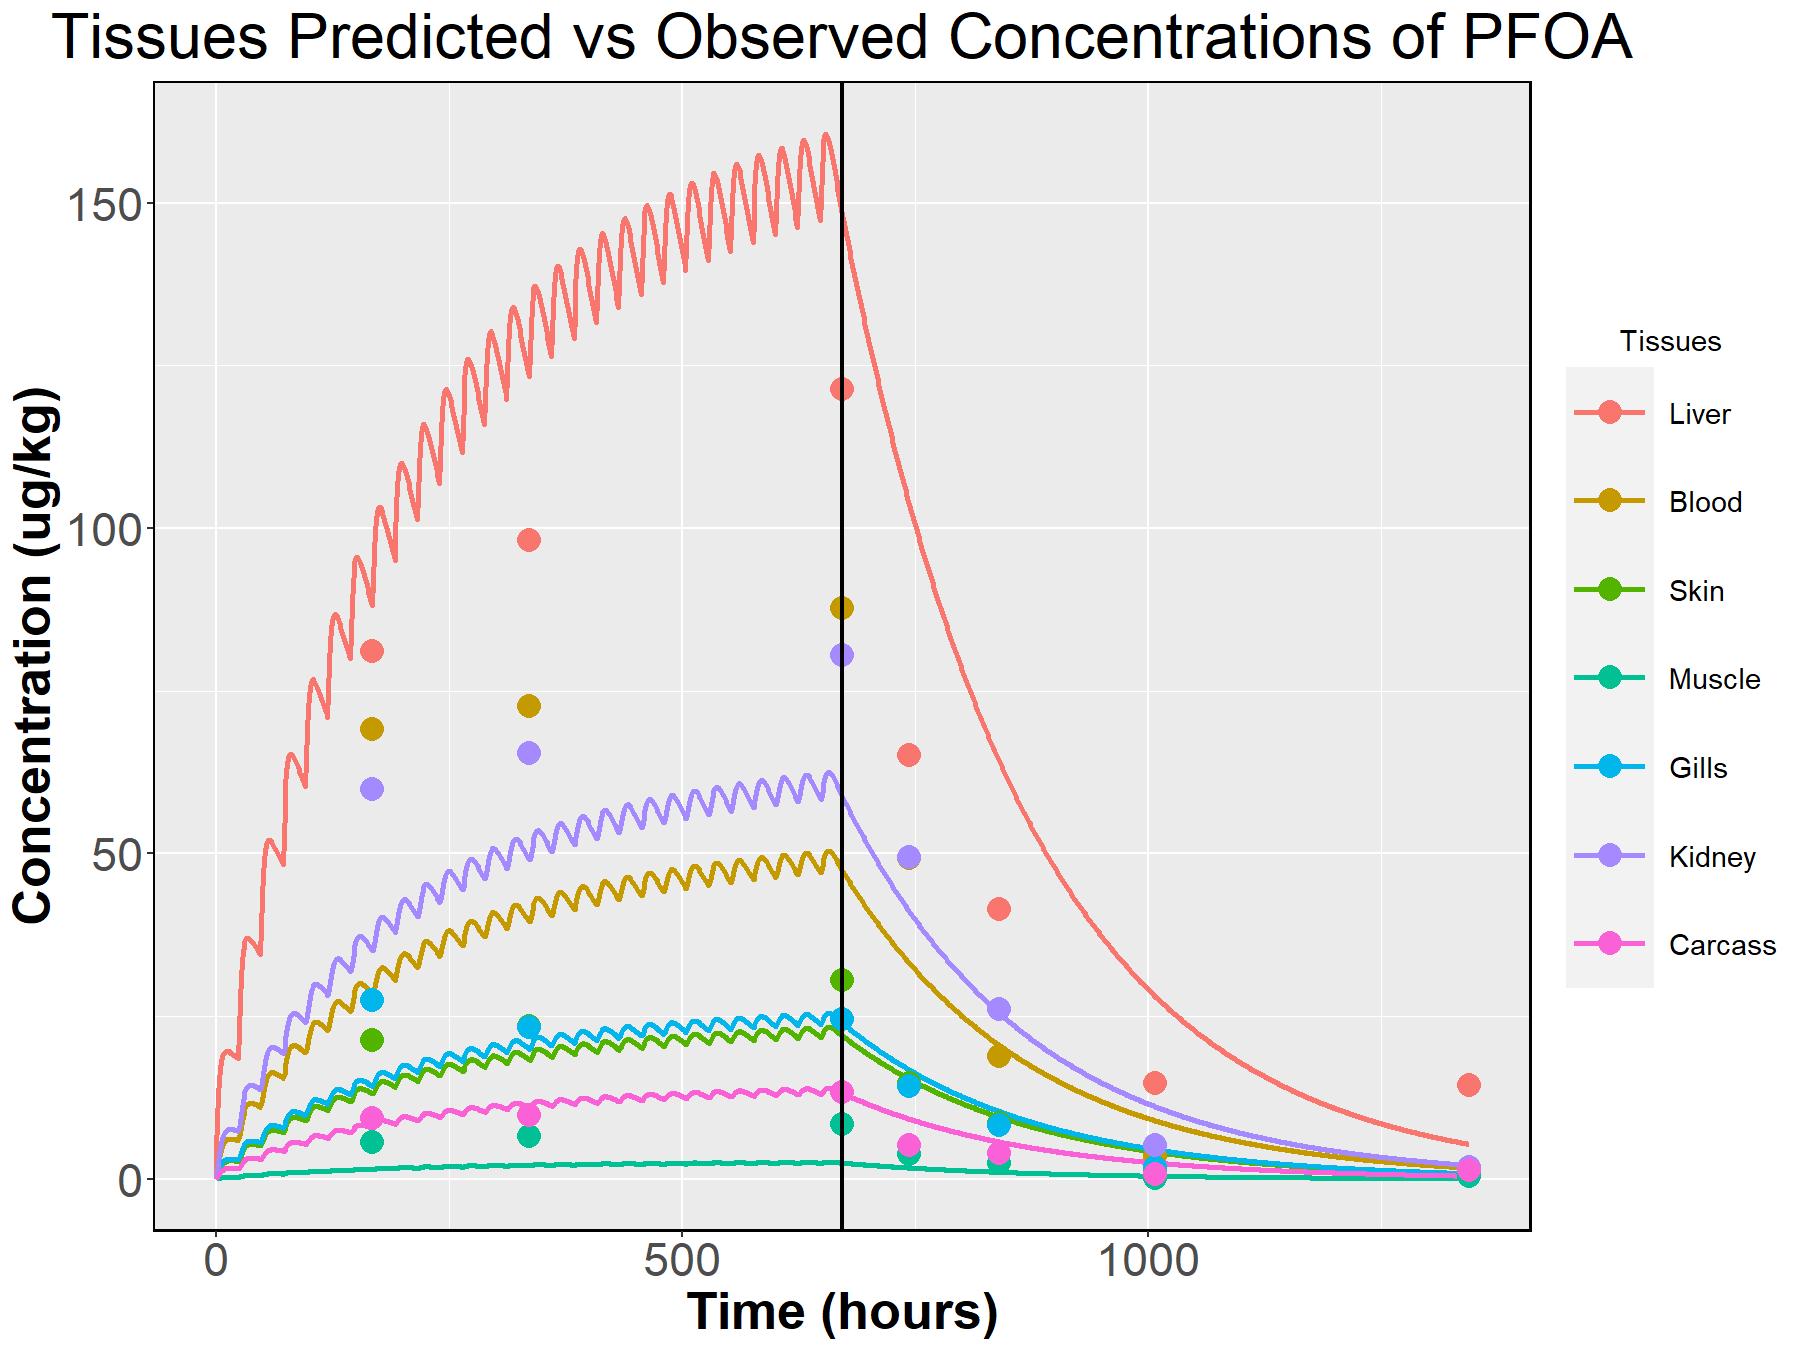 Tissues Predicted vs Observed Concentrations of PFOA
Concentration (ug/kg)
150
100
50
0
0 500 1000
Time (hours)
Tissues
Liver
Blood
Skin
Muscle
Gills
Kidney
Carcass